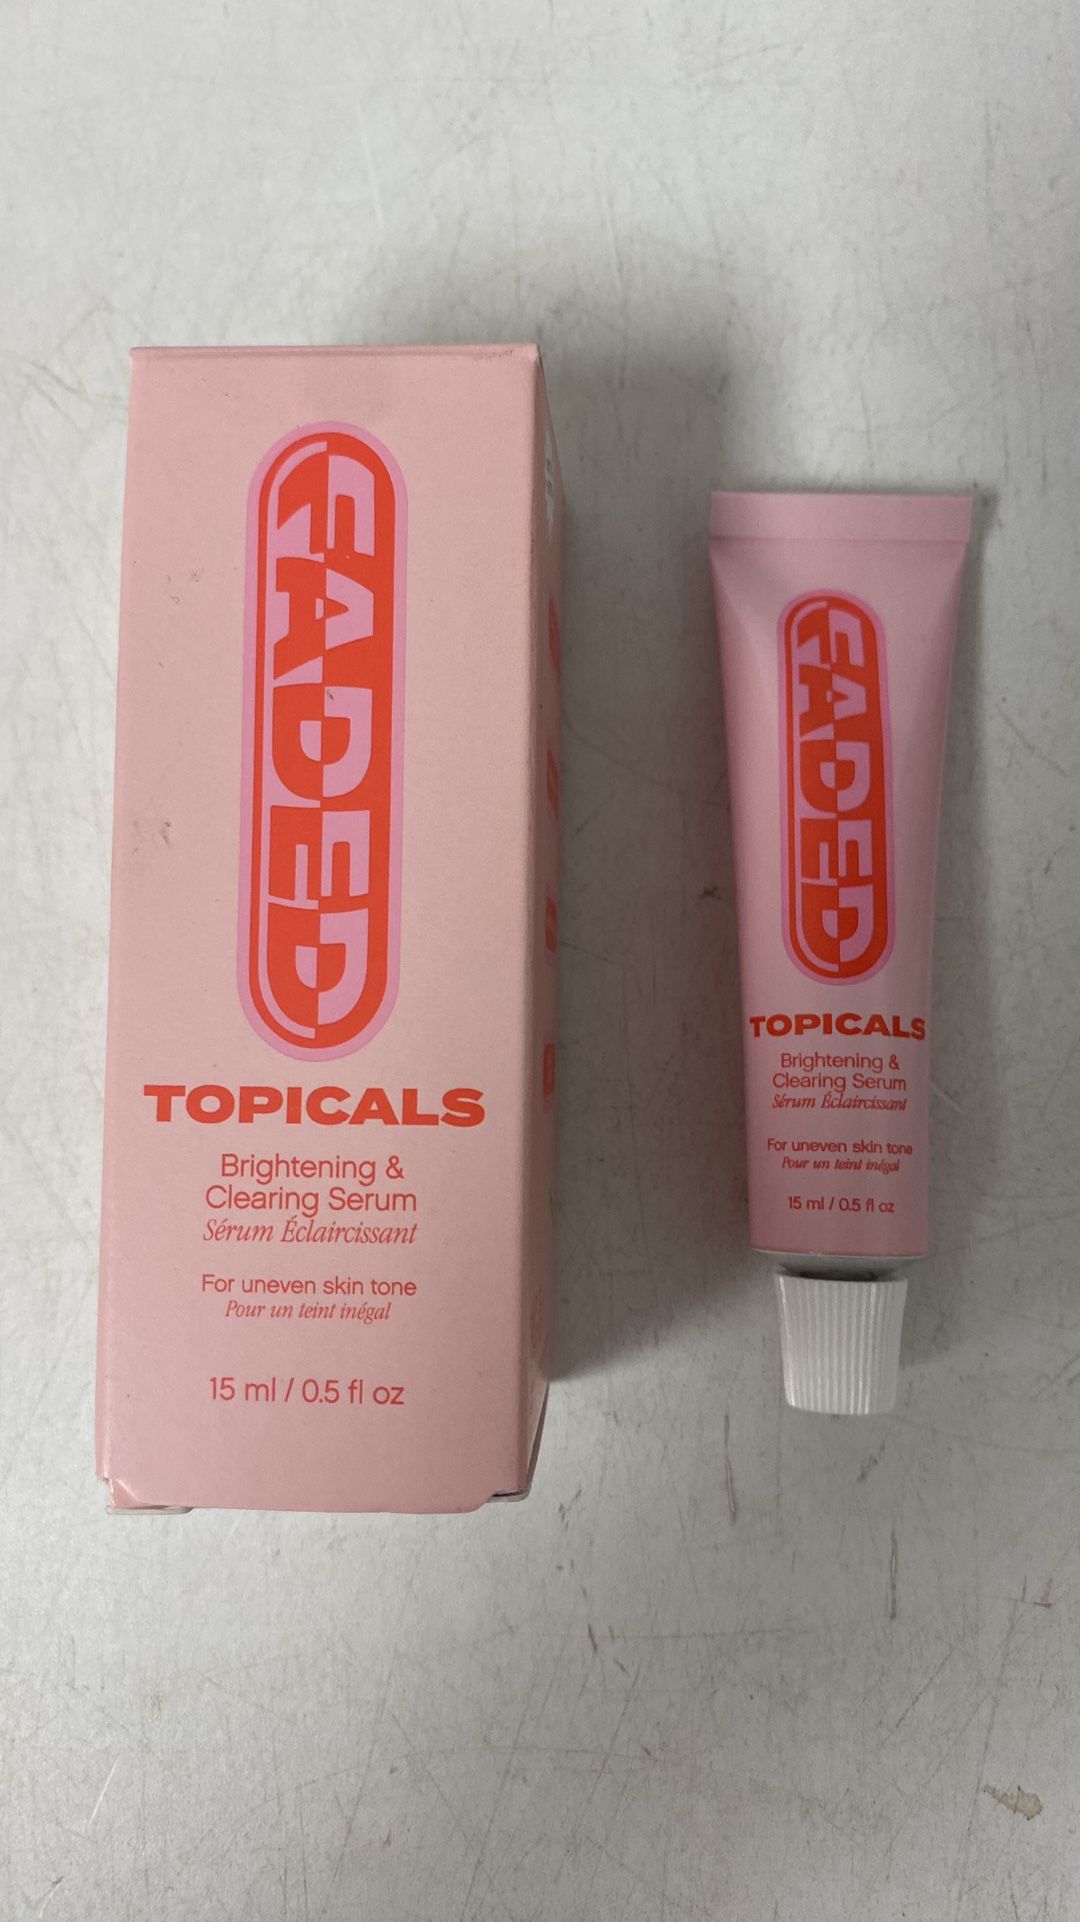 FADED
TOPICALS
Brightening &
Clearing Serum
Sérum Éclaircissant
For uneven skin tone
Pour un teint inégal
15 ml / 0.5 fl oz
FADED
TOPICALS
Brightening &
Clearing Serum
Sérum Éclaircissant
For uneven skin tone
Pour un teint inégal
15 ml / 0.5 fl oz